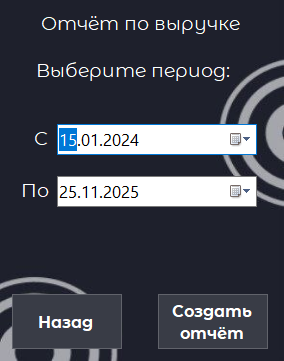 Отчёт по выручке
Выберите период:
С 15.01.2024
По 25.11.2025
Назад
Создать
отчёт